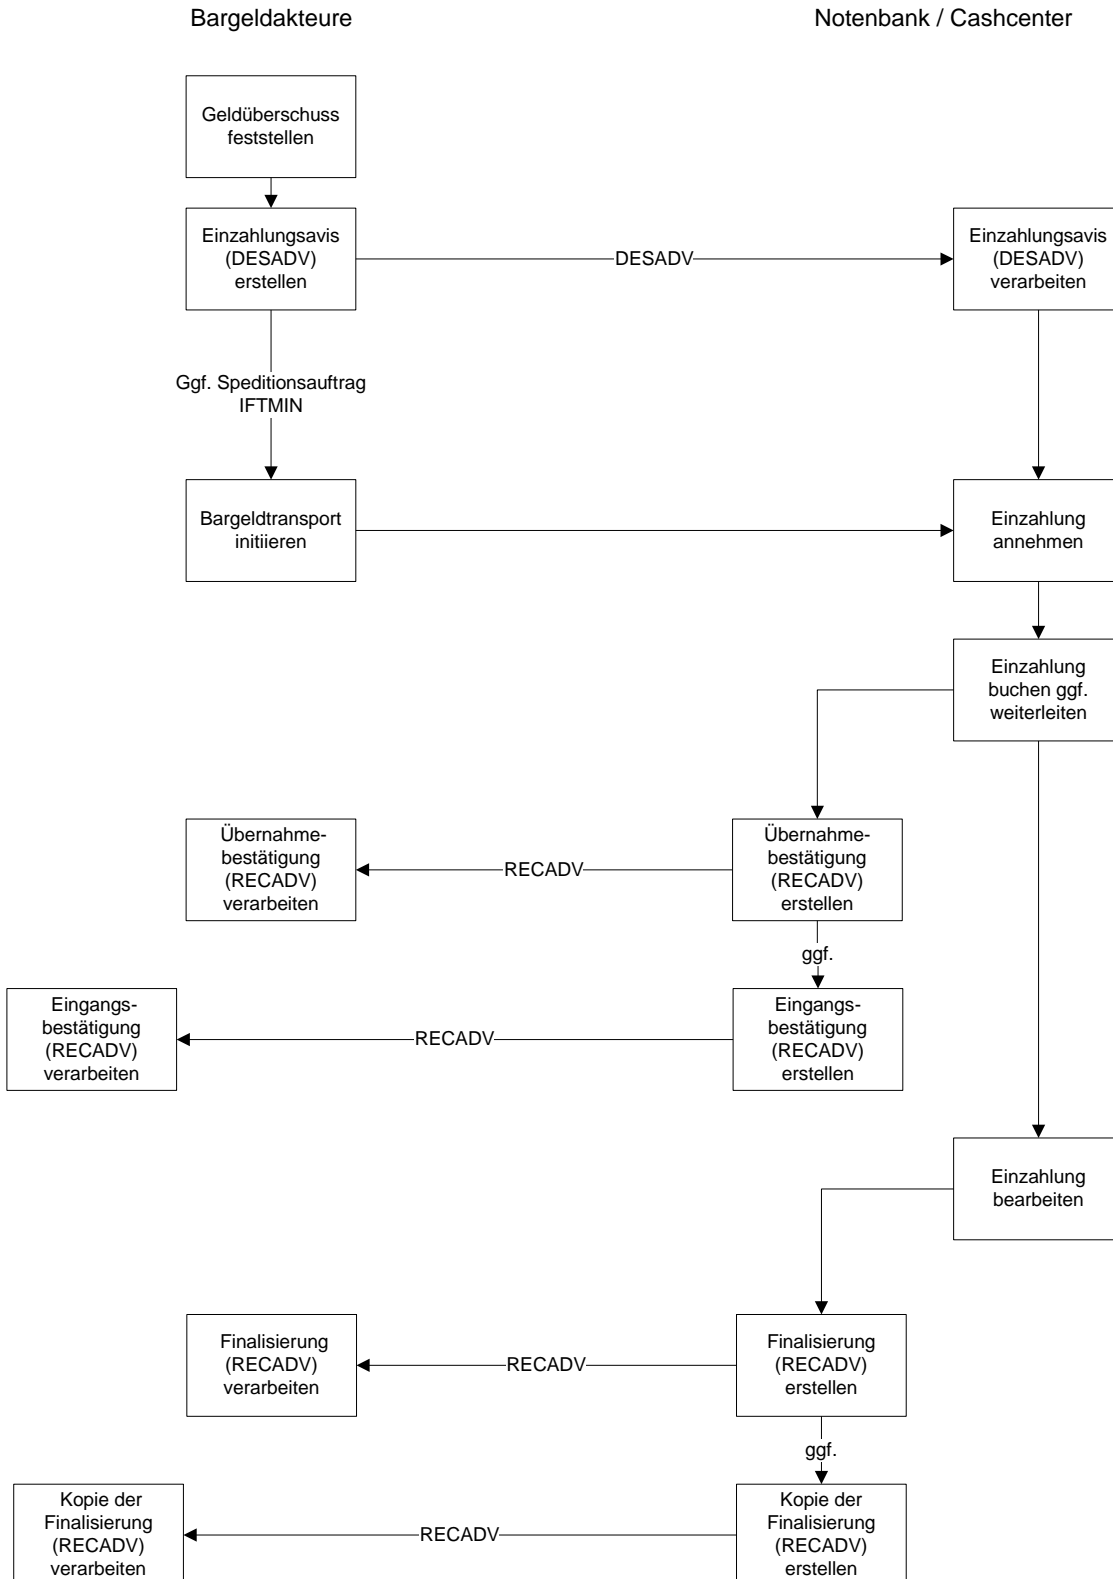 Bargeldakteure
Notenbank / Cashcenter
Geldüberschuss
feststellen
Einzahlungsavis
(DESADV)
erstellen
DESADV
Einzahlungsavis
(DESADV)
verarbeiten
Ggf. Speditionsauftrag
IFTMIN
Bargeldtransport
initiieren
Einzahlung
annehmen
Einzahlung
buchen ggf.
weiterleiten
Übernahme-
bestätigung
(RECADV)
verarbeiten
RECADV
Übernahme-
bestätigung
(RECADV)
erstellen
ggf.
Eingangs-
bestätigung
(RECADV)
verarbeiten
RECADV
Eingangs-
bestätigung
(RECADV)
erstellen
Einzahlung
bearbeiten
Finalisierung
(RECADV)
verarbeiten
RECADV
Finalisierung
(RECADV)
erstellen
ggf.
Kopie der
Finalisierung
(RECADV)
verarbeiten
RECADV
Kopie der
Finalisierung
(RECADV)
erstellen